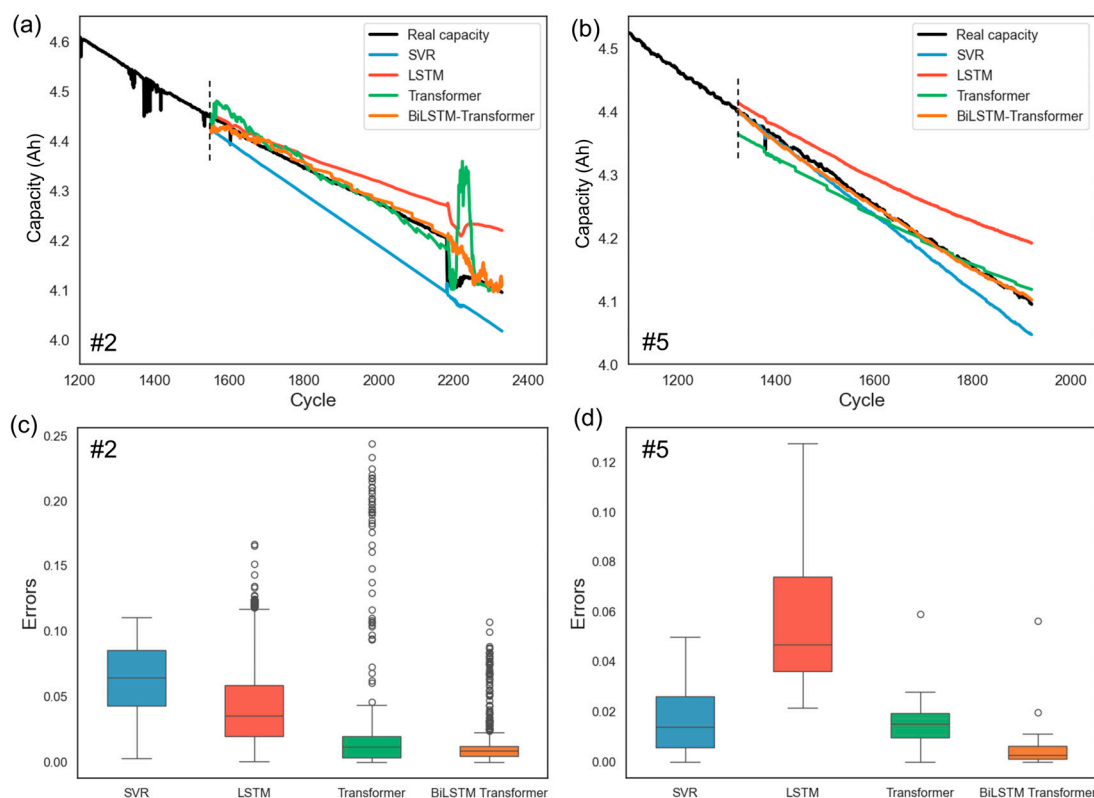 (a)
4.6
4.5
4.4
4.3
4.2
4.1
4.0
Capacity (Ah)
Real capacity
SVR
LSTM
Transformer
BiLSTM-Transformer
#2
1200
1400
1600
1800
2000
2200
2400
Cycle
(b)
4.5
4.4
4.3
4.2
4.1
4.0
Capacity (Ah)
Real capacity
SVR
LSTM
Transformer
BiLSTM-Transformer
#5
1200
1400
1600
1800
2000
Cycle
(c)
0.25
0.20
0.15
0.10
0.05
0.00
Errors
#2
SVR
LSTM
Transformer
BiLSTM Transformer
(d)
0.12
0.10
0.08
0.06
0.04
0.02
0.00
Errors
#5
SVR
LSTM
Transformer
BiLSTM Transformer